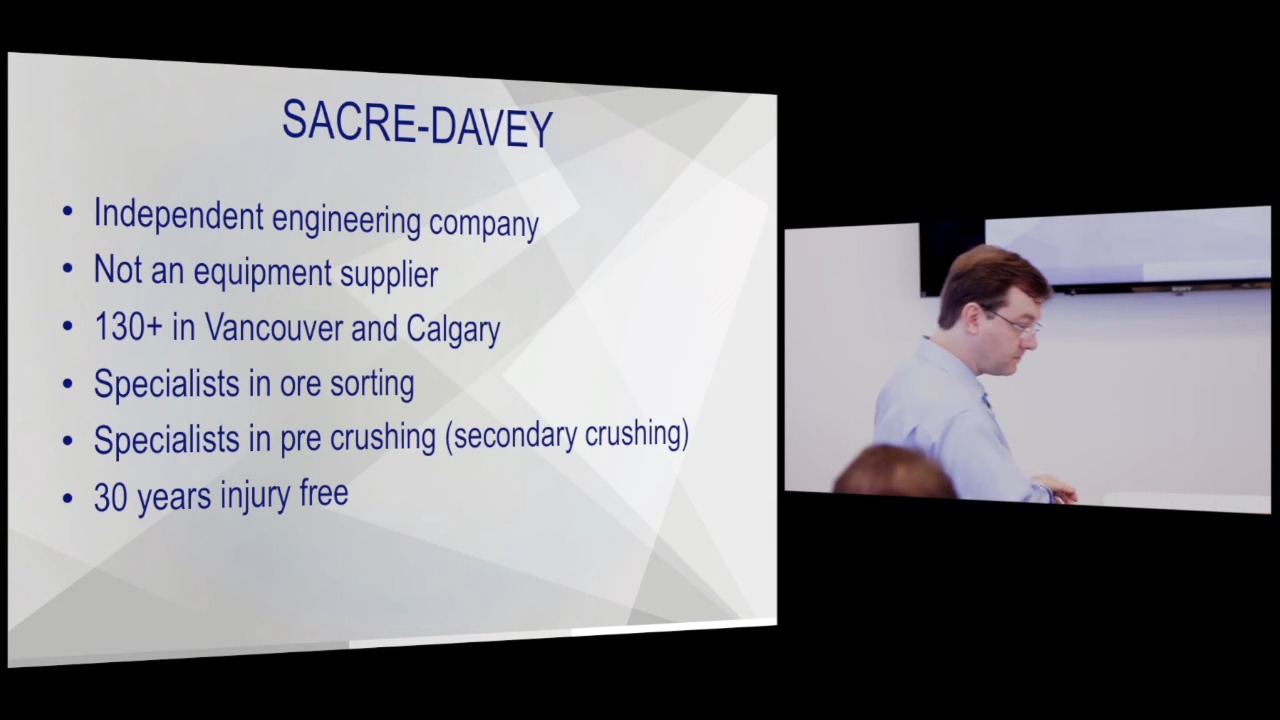 SACRE-DAVEY
• Independent engineering company
• Not an equipment supplier
• 130+ in Vancouver and Calgary
• Specialists in ore sorting
• Specialists in pre crushing (secondary crushing)
• 30 years injury free
SONY